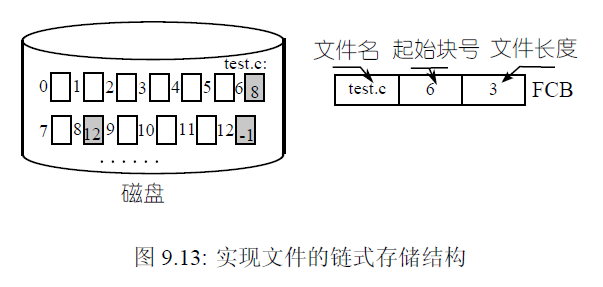 test.c:
0 1 2 3 4 5 6 8
7 8 12 9 10 11 12 -1
......
磁盘
文件名 起始块号 文件长度
test.c 6 3 FCB
图 9.13: 实现文件的链式存储结构